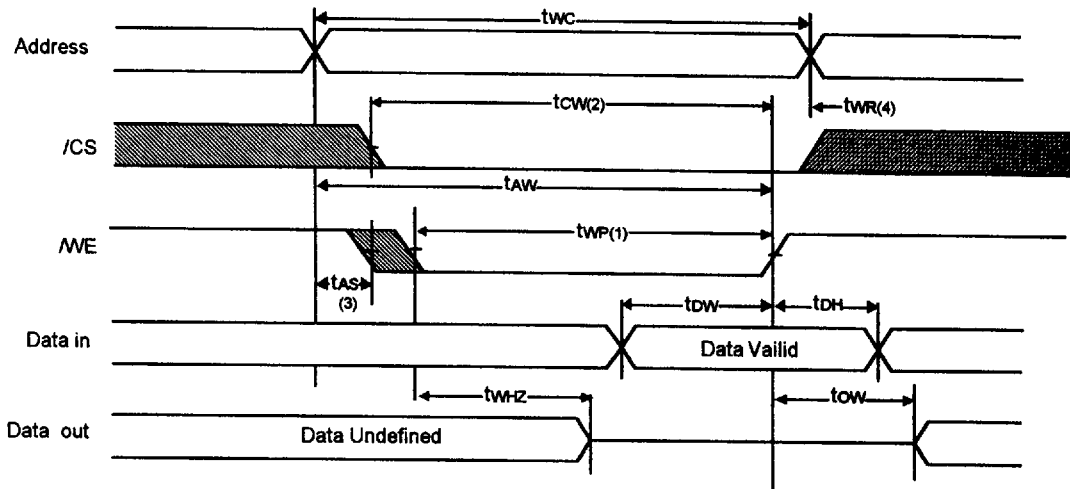 tWC
Address
tCW(2)
tWR(4)
/CS
tAW
/WE
tWP(1)
tAS
(3)
tDW
tDH
Data in
Data Vailid
tWHZ
tOW
Data out
Data Undefined